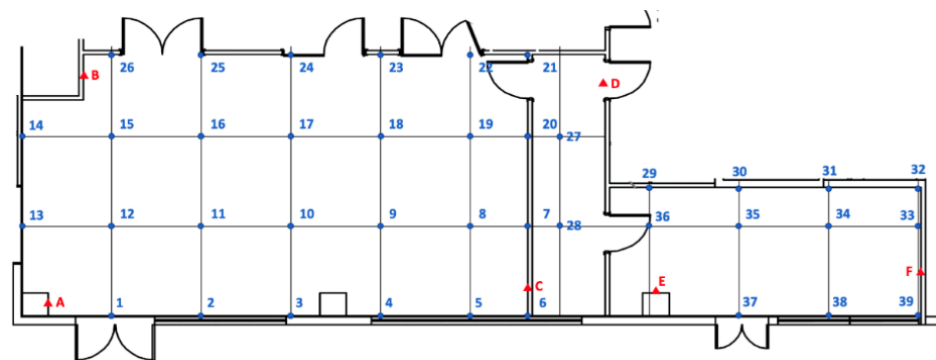 26 25 24 23 22 21
B
D
14 15 16 17 18 19 20 27
29 30 31 32
13 12 11 10 9 8 7 28 36 35 34 33
F
A 1 2 3 4 5 C 6 E 37 38 39